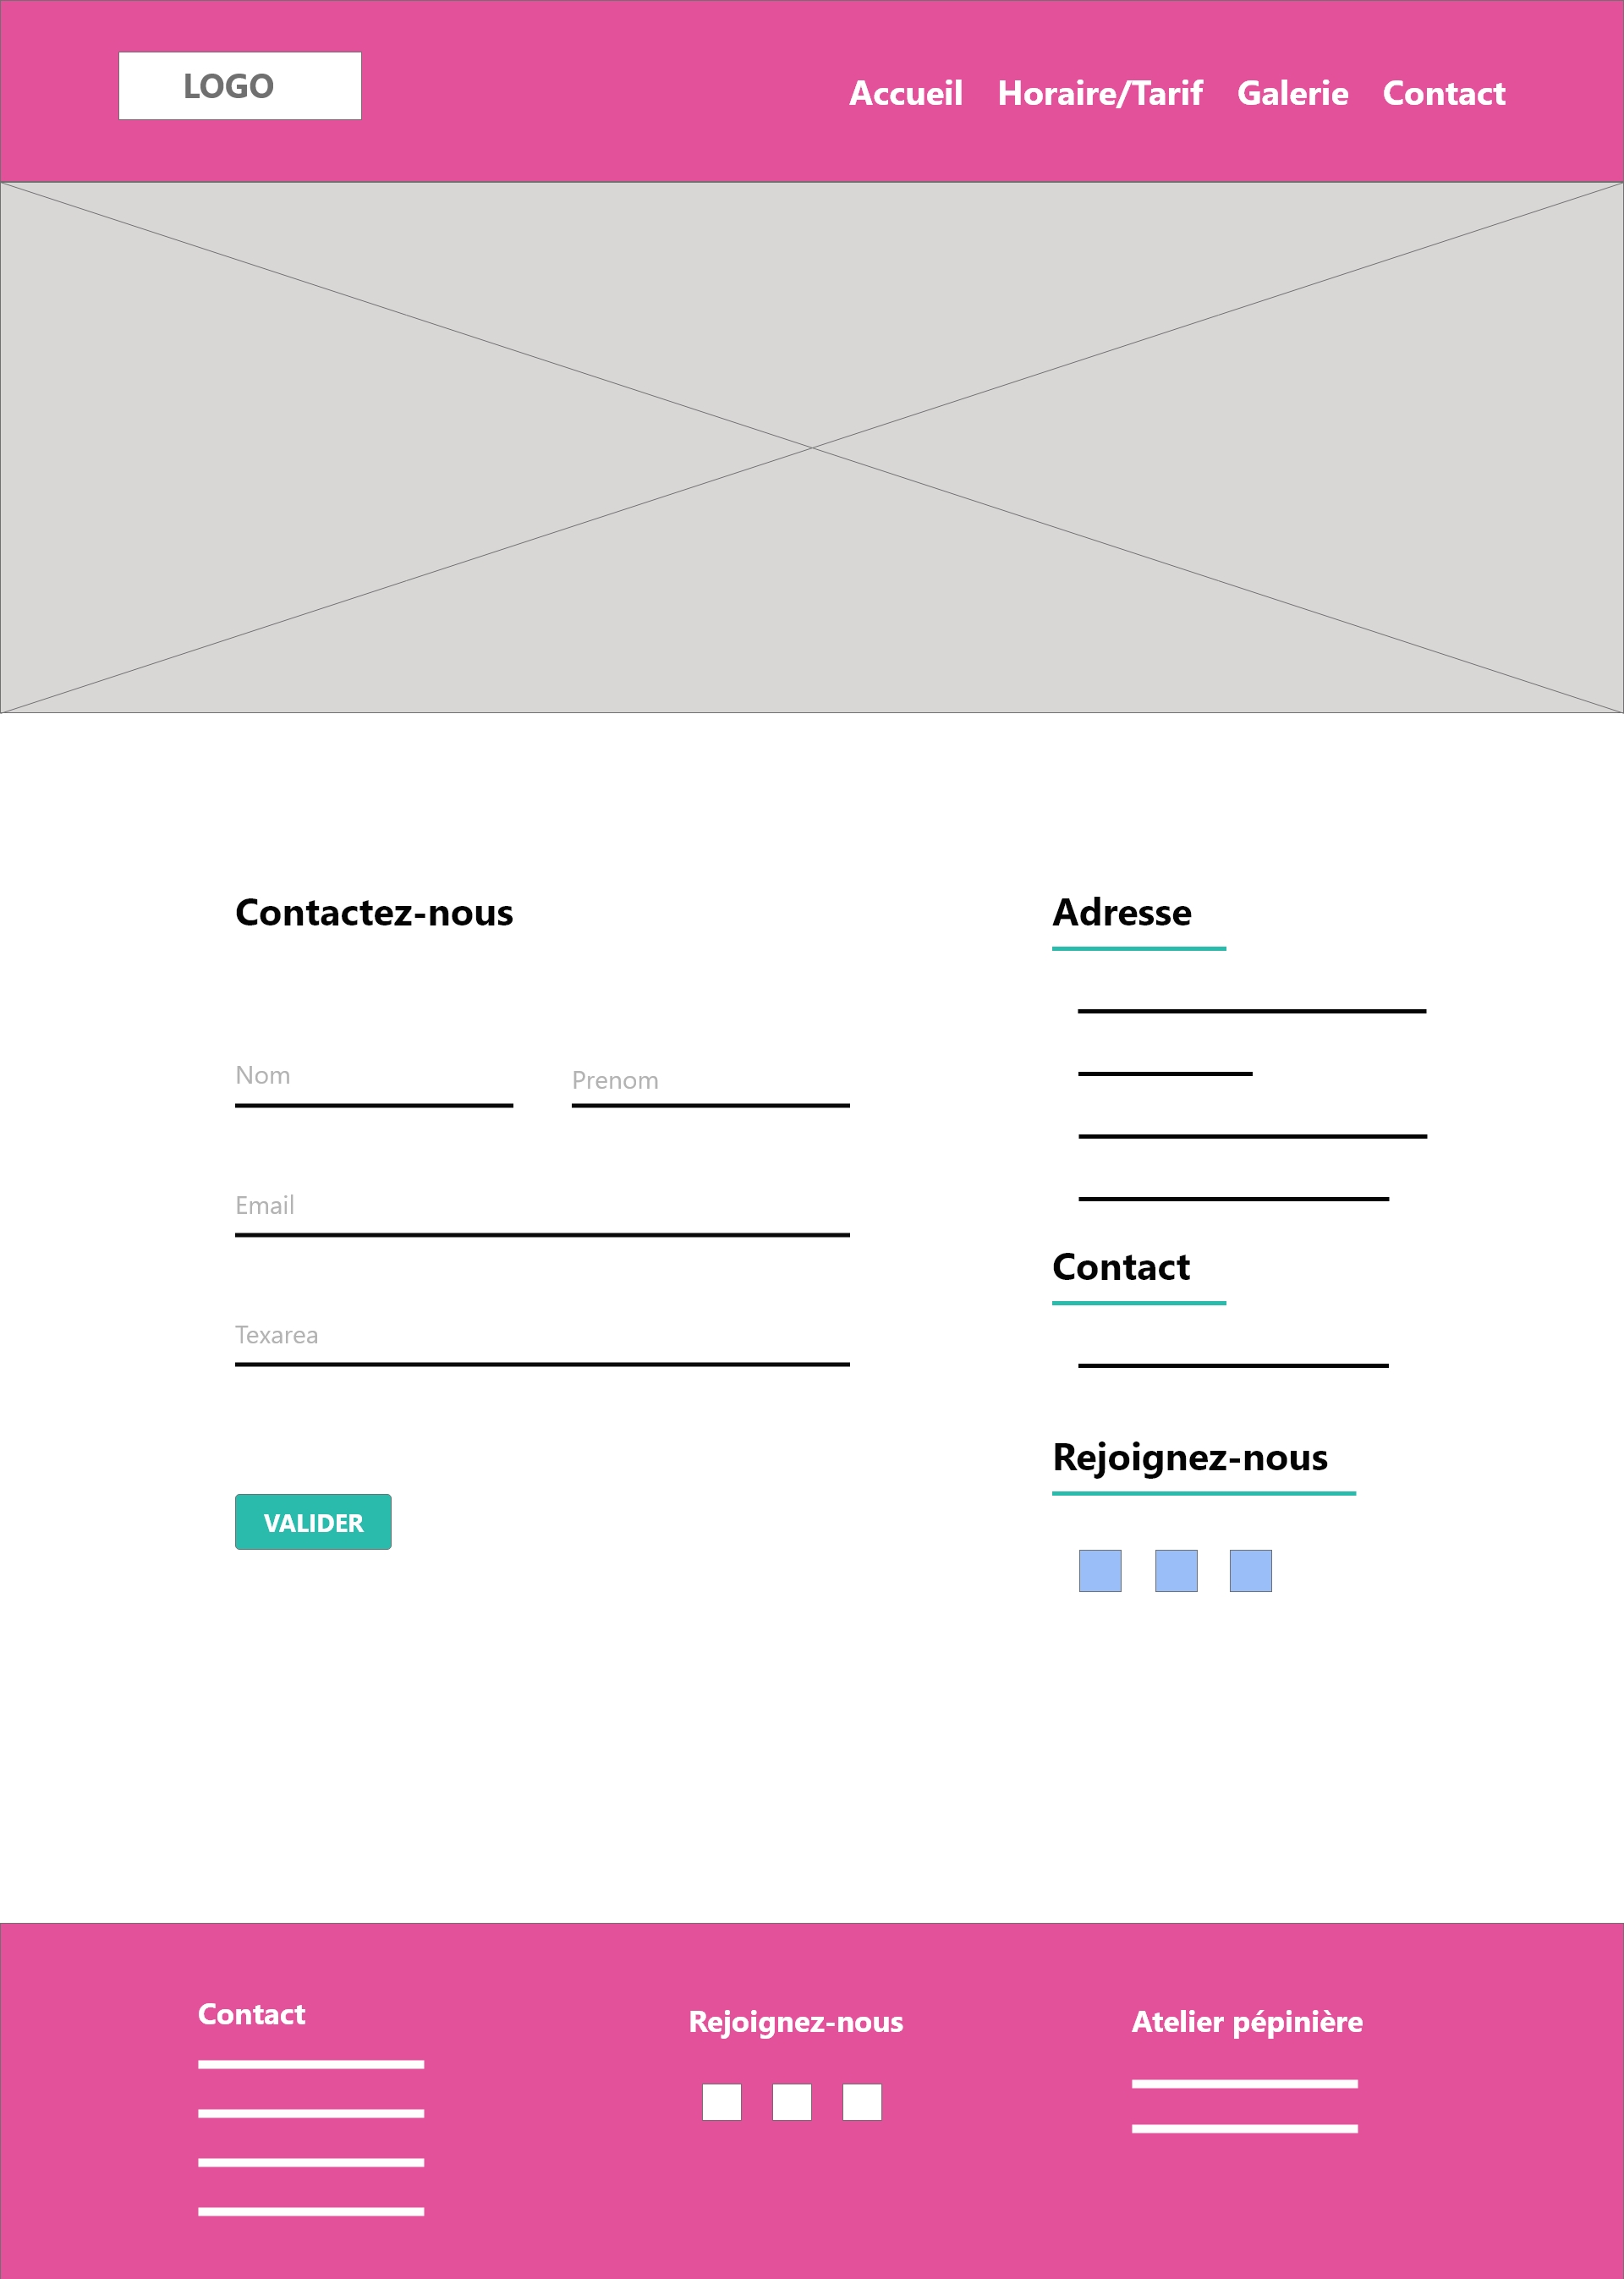 LOGO
Accueil Horaire/Tarif Galerie Contact
Contactez-nous
Nom Prenom
Email
Texarea
VALIDER
Adresse
Contact
Rejoignez-nous
Contact
Rejoignez-nous
Atelier pépinière